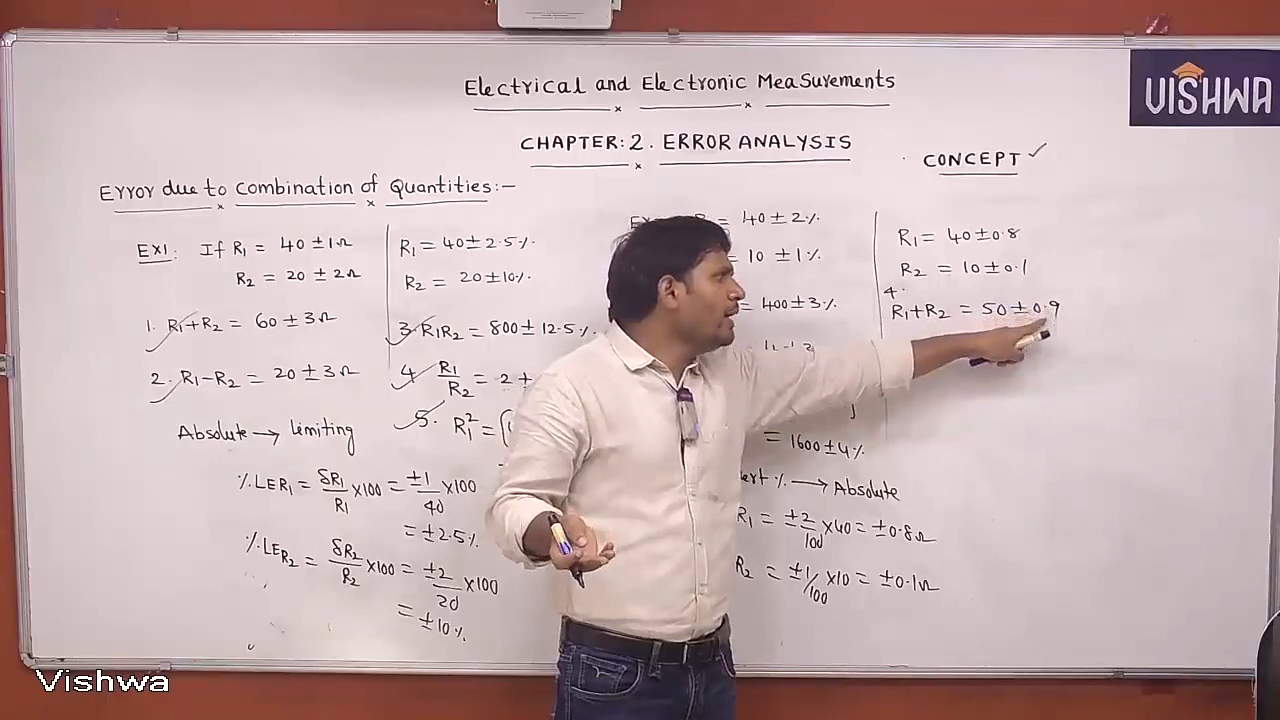 Electrical and Electronic Measurements
VISHWA
CHAPTER: 2. ERROR ANALYSIS
CONCEPT ✓
Error due to combination of Quantities:-
EX1: If R1 = 40 ± 1Ω
R2 = 20 ± 2Ω
1. R1+R2 = 60 ± 3Ω
2. R1-R2 = 20 ± 3Ω
Absolute → Limiting
%LER1 = δR1/R1 ×100 = ±1/40 ×100
= ±2.5%
%LER2 = δR2/R2 ×100 = ±2/20 ×100
= ±10%
R1 = 40 ± 2.5%
R2 = 20 ± 10%
3. R1R2 = 800 ± 12.5%
4 R1/R2 = 2 ±
5. R1² =
= 40 ± 2%
= 10 ± 1%
= 400 ± 3%
= 1600 ± 4%
% → Absolute
R1 = ±2/100 ×40 = ±0.8Ω
R2 = ±1/100 ×10 = ±0.1Ω
R1 = 40 ± 0.8
R2 = 10 ± 0.1
4.
R1+R2 = 50 ± 0.9
Vishwa